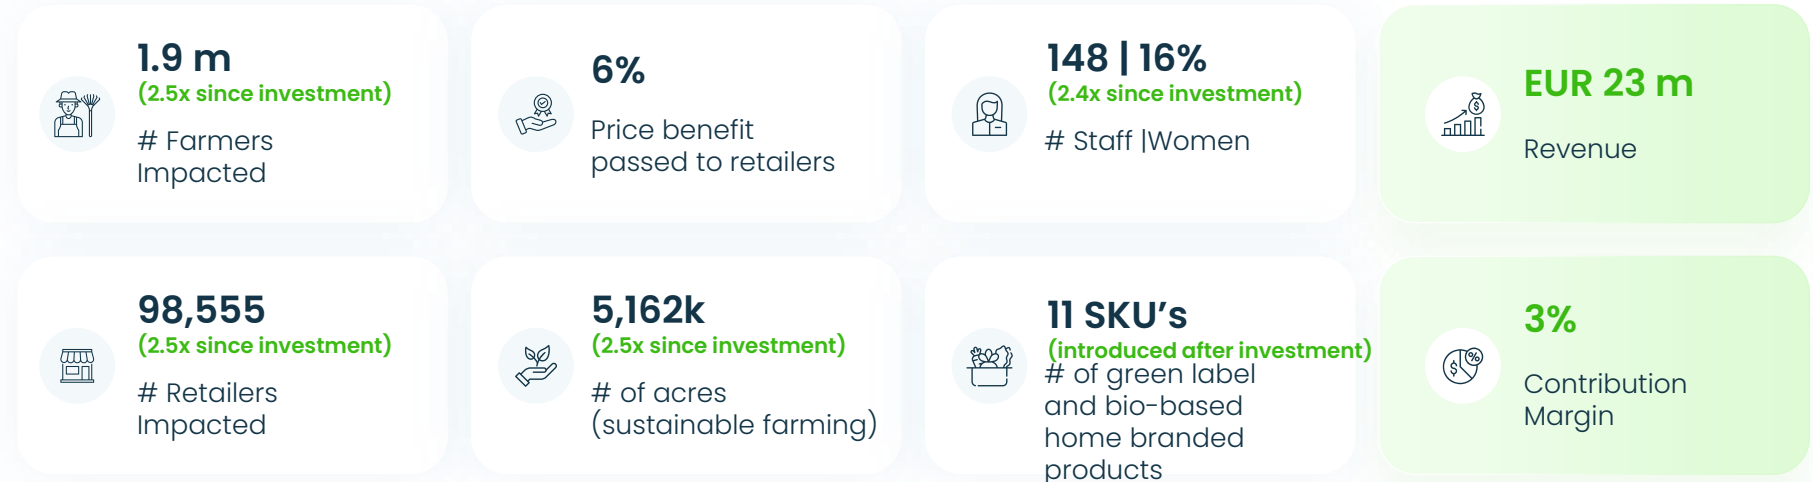 1.9 m
(2.5x since investment)
# Farmers
Impacted
6%
Price benefit
passed to retailers
148 | 16%
(2.4x since investment)
# Staff |Women
EUR 23 m
Revenue
98,555
(2.5x since investment)
# Retailers
Impacted
5,162k
(2.5x since investment)
# of acres
(sustainable farming)
11 SKU’s
(introduced after investment)
# of green label
and bio-based
home branded
products
3%
Contribution
Margin